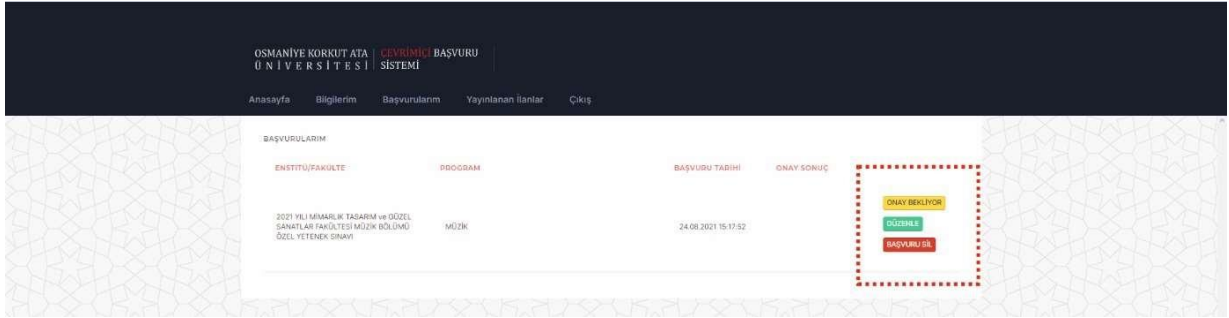 OSMANİYE KORKUT ATA ÇEVRİMİÇİ BAŞVURU
ÜNİVERSİTESİ SİSTEMİ
Anasayfa Bilgilerim Başvurularım Yayınlanan İlanlar Çıkış
BAŞVURULARIM
ENSTİTÜ/FAKÜLTE PROGRAM BAŞVURU TARİHİ ONAY SONUÇ
ONAY BEKLİYOR
2021 YILI MİMARLIK TASARIM ve GÜZEL
SANATLAR FAKÜLTESİ MÜZİK BÖLÜMÜ
ÖZEL YETENEK SINAVI
MÜZİK
24.08.2021 15:17:52
DÜZENLE
BAŞVURU SİL